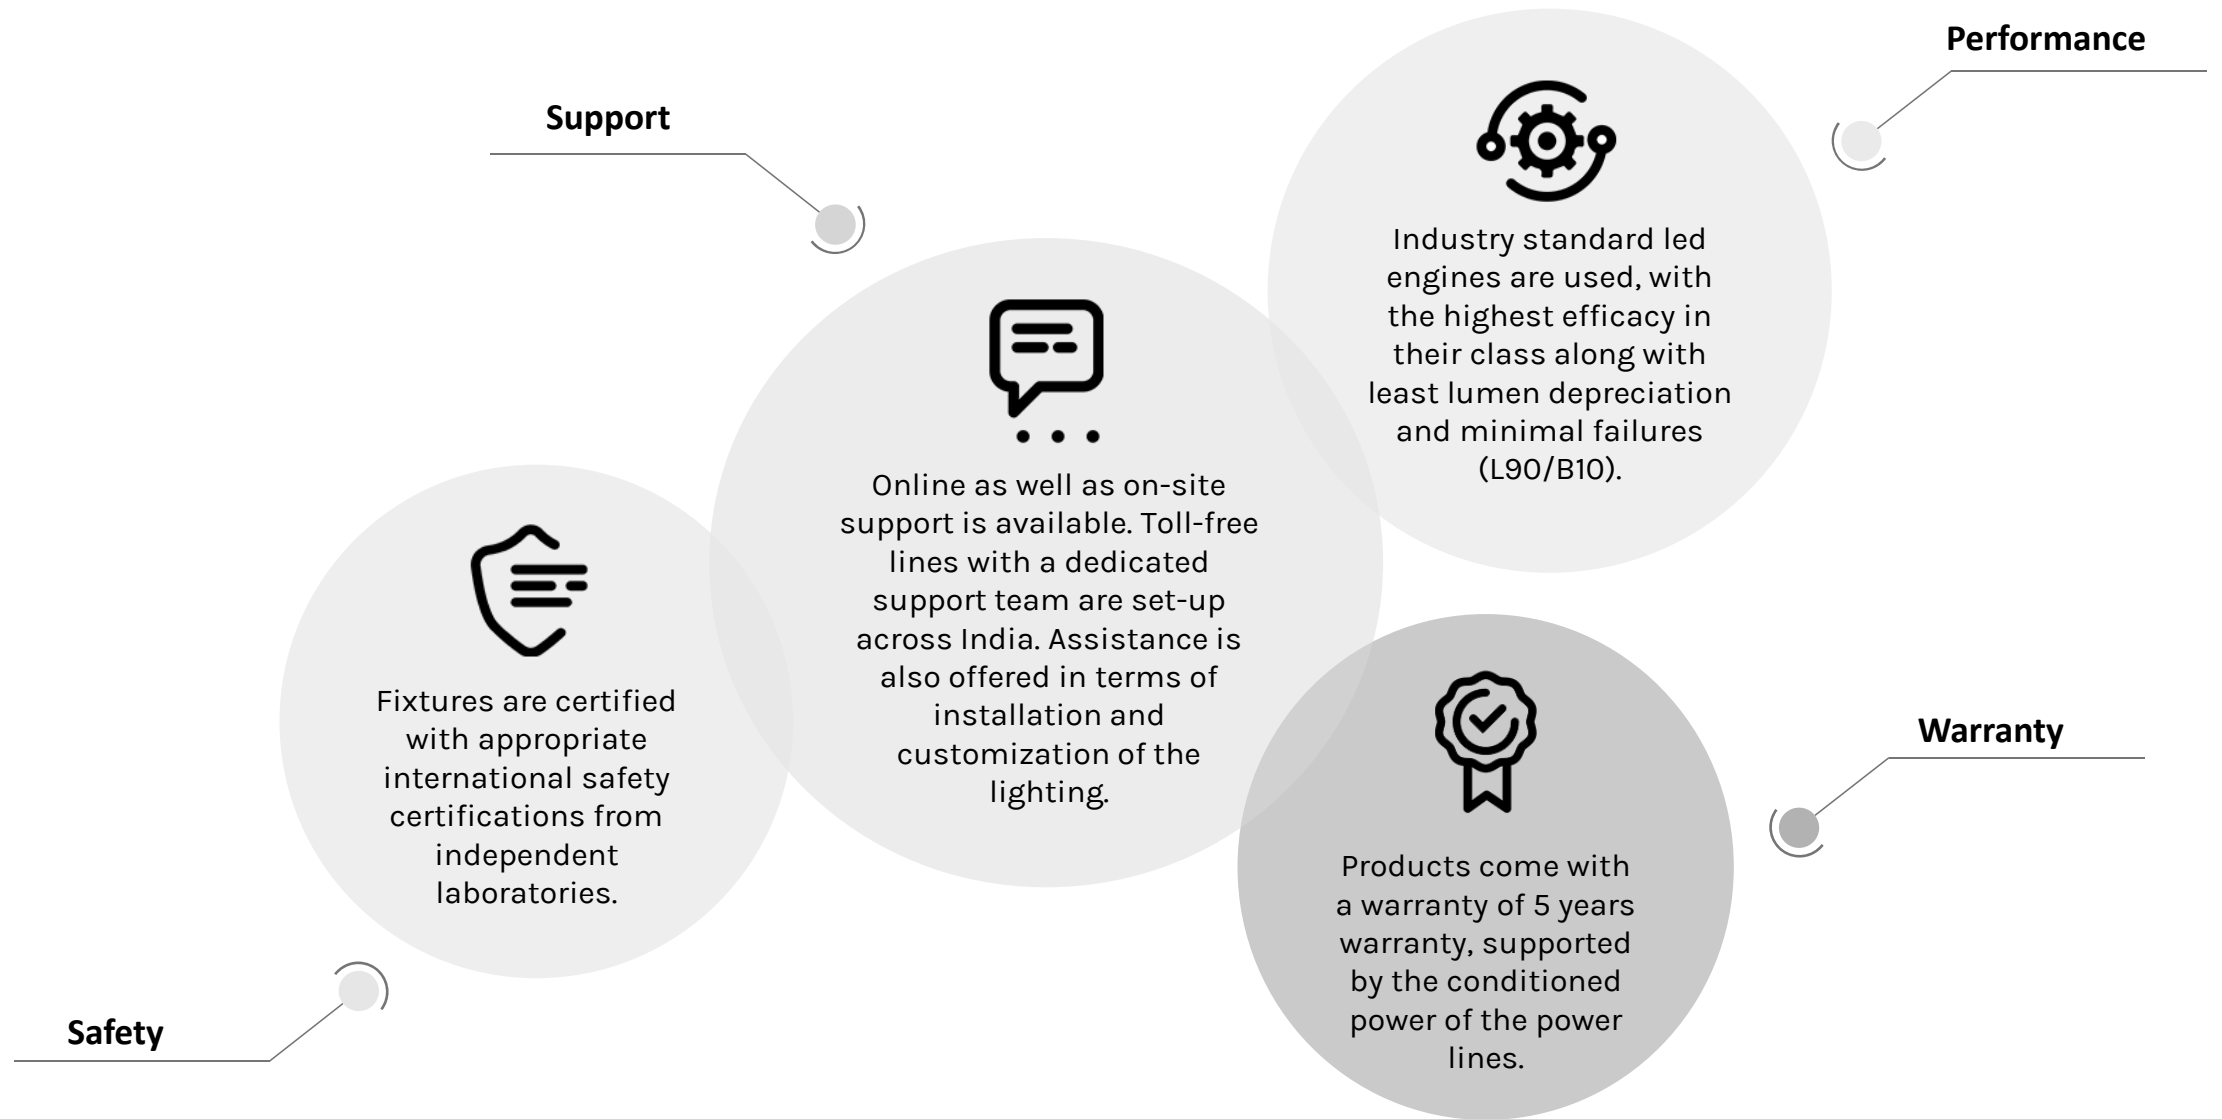 Performance
Industry standard led
engines are used, with
the highest efficacy in
their class along with
least lumen depreciation
and minimal failures
(L90/B10).
Support
Online as well as on-site
support is available. Toll-free
lines with a dedicated
support team are set-up
across India. Assistance is
also offered in terms of
installation and
customization of the
lighting.
Fixtures are certified
with appropriate
international safety
certifications from
independent
laboratories.
Safety
Warranty
Products come with
a warranty of 5 years
warranty, supported
by the conditioned
power of the power
lines.